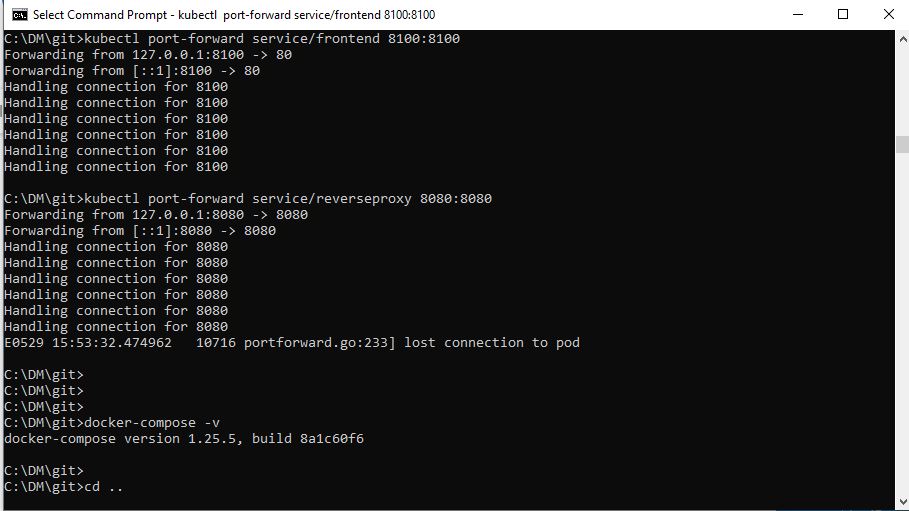 Select Command Prompt - kubectl  port-forward service/frontend 8100:8100
C:\DM\git>kubectl port-forward service/frontend 8100:8100
Forwarding from 127.0.0.1:8100 -> 80
Forwarding from [::1]:8100 -> 80
Handling connection for 8100
Handling connection for 8100
Handling connection for 8100
Handling connection for 8100
Handling connection for 8100
Handling connection for 8100
C:\DM\git>kubectl port-forward service/reverseproxy 8080:8080
Forwarding from 127.0.0.1:8080 -> 8080
Forwarding from [::1]:8080 -> 8080
Handling connection for 8080
Handling connection for 8080
Handling connection for 8080
Handling connection for 8080
Handling connection for 8080
Handling connection for 8080
E0529 15:53:32.474962   10716 portforward.go:233] lost connection to pod
C:\DM\git>
C:\DM\git>
C:\DM\git>
C:\DM\git>docker-compose -v
docker-compose version 1.25.5, build 8a1c60f6
C:\DM\git>
C:\DM\git>cd ..